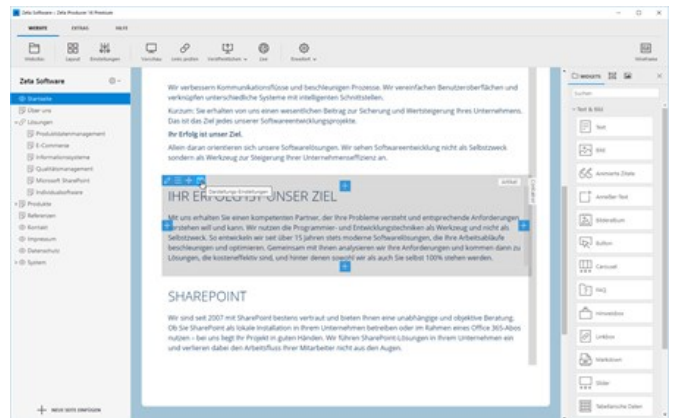 Zeta Software - Zeta Producer 16 Premium
WEBSITE EXTRAS HILFE
Websites Layout Einstellungen Vorschau Links prüfen Veröffentlichen Live Erweitert
Zeta Software
Startseite
Über uns
Lösungen
Produktdatenmanagement
E-Commerce
Informationssysteme
Qualitätsmanagement
Microsoft SharePoint
Individualsoftware
Produkte
Referenzen
Kontakt
Impressum
Datenschutz
System
NEUE SEITE EINFÜGEN
Wir verbessern Kommunikationsflüsse und beschleunigen Prozesse. Wir vereinfachen Benutzeroberflächen und
verknüpfen unterschiedliche Systeme mit intelligenten Schnittstellen.
Kurzum: Sie erhalten von uns einen wesentlichen Beitrag zur Sicherung und Wertsteigerung Ihres Unternehmens.
Das ist das Ziel jedes unserer Softwareentwicklungsprojekte.
Ihr Erfolg ist unser Ziel.
Allein daran orientieren sich unsere Softwarelösungen. Wir sehen Softwareentwicklung nicht als Selbstzweck
sondern als Werkzeug zur Steigerung Ihrer Unternehmenseffizienz an.
Artikel
Darstellungs-Einstellungen
IHR ERFOLG IST UNSER ZIEL
Mit uns erhalten Sie einen kompetenten Partner, der Ihre Probleme versteht und entsprechende Anforderungen
verstehen will und kann. Wir nutzen die Programmier- und Entwicklungstechniken als Werkzeug und nicht als
Selbstzweck. So entwickeln wir seit über 15 Jahren stets moderne Softwarelösungen, die Ihre Arbeitsabläufe
beschleunigen und optimieren. Gemeinsam mit Ihnen analysieren wir Ihre Anforderungen und kommen dann zu
Lösungen, die kosteneffektiv sind, und hinter denen sowohl wir als auch Sie selbst 100% stehen werden.
SHAREPOINT
Wir sind seit 2007 mit SharePoint bestens vertraut und bieten Ihnen eine unabhängige und objektive Beratung.
Ob Sie SharePoint als lokale Installation in Ihrem Unternehmen betreiben oder im Rahmen eines Office 365-Abos
nutzen – bei uns liegt Ihr Projekt in guten Händen. Wir führen SharePoint-Lösungen in Ihrem Unternehmen ein
und verlieren dabei den Arbeitsfluss Ihrer Mitarbeiter nicht aus den Augen.
WIDGETS
Suchen
Text & Bild
Text
Bild
Animierte Zitate
Anreißer-Text
Bilderalbum
Button
Carousel
FAQ
Hinweisbox
Linkbox
Markdown
Slider
Tabellarische Daten